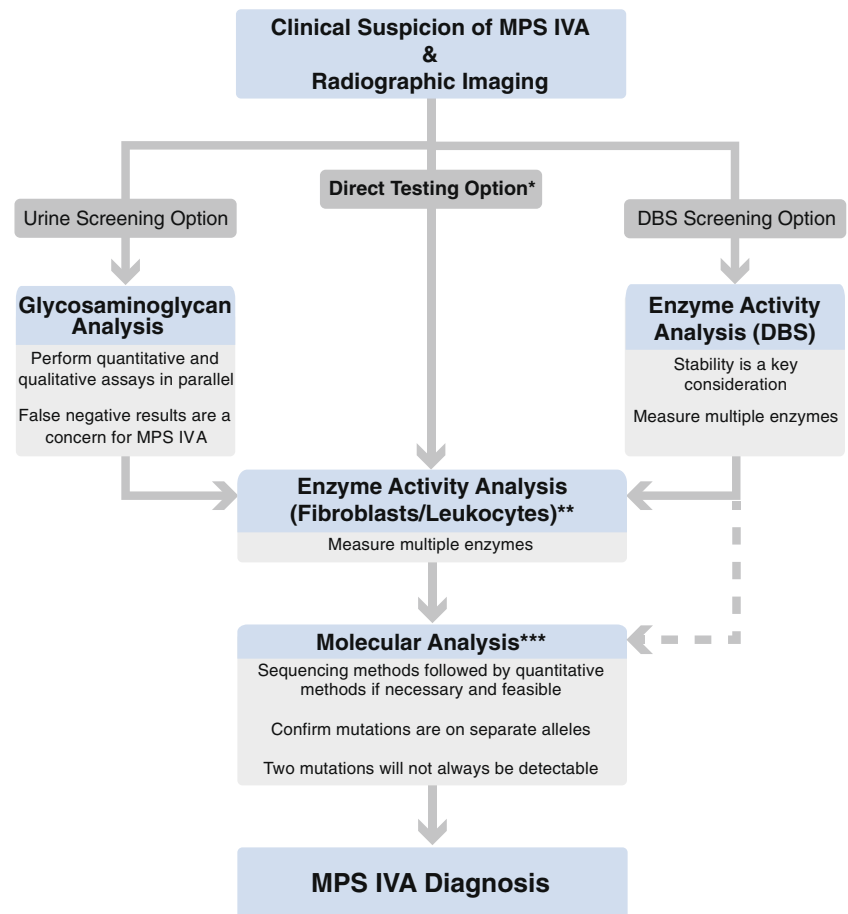 Clinical Suspicion of MPS IVA
&
Radiographic Imaging
Direct Testing Option*
Urine Screening Option
DBS Screening Option
Glycosaminoglycan
Analysis
Perform quantitative and
qualitative assays in parallel
False negative results are a
concern for MPS IVA
Enzyme Activity
Analysis (DBS)
Stability is a key
consideration
Measure multiple enzymes
Enzyme Activity Analysis
(Fibroblasts/Leukocytes)**
Measure multiple enzymes
Molecular Analysis***
Sequencing methods followed by quantitative
methods if necessary and feasible
Confirm mutations are on separate alleles
Two mutations will not always be detectable
MPS IVA Diagnosis